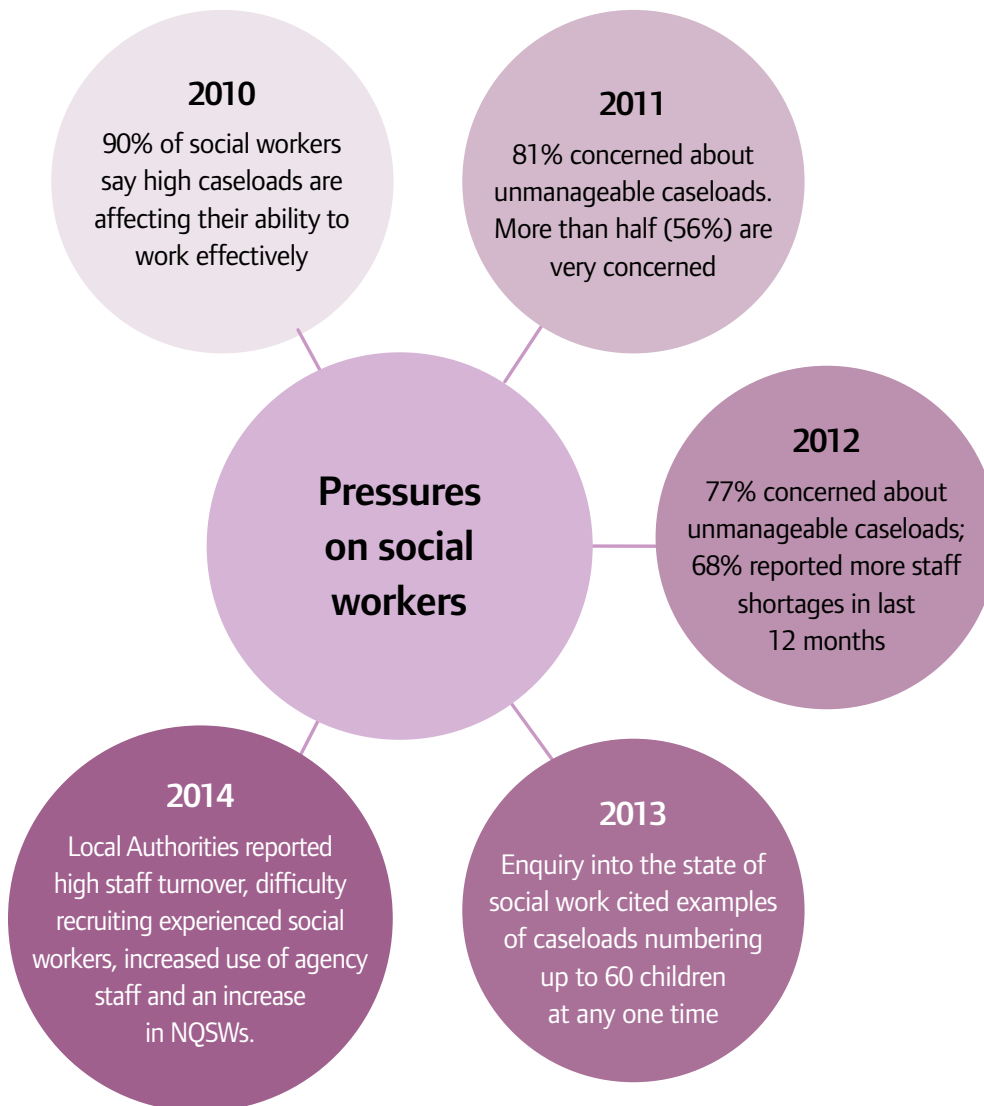 Pressures
on social
workers
2010
90% of social workers
say high caseloads are
affecting their ability to
work effectively
2011
81% concerned about
unmanageable caseloads.
More than half (56%) are
very concerned
2012
77% concerned about
unmanageable caseloads;
68% reported more staff
shortages in last
12 months
2013
Enquiry into the state of
social work cited examples
of caseloads numbering
up to 60 children
at any one time
2014
Local Authorities reported
high staff turnover, difficulty
recruiting experienced social
workers, increased use of agency
staff and an increase
in NQSWs.